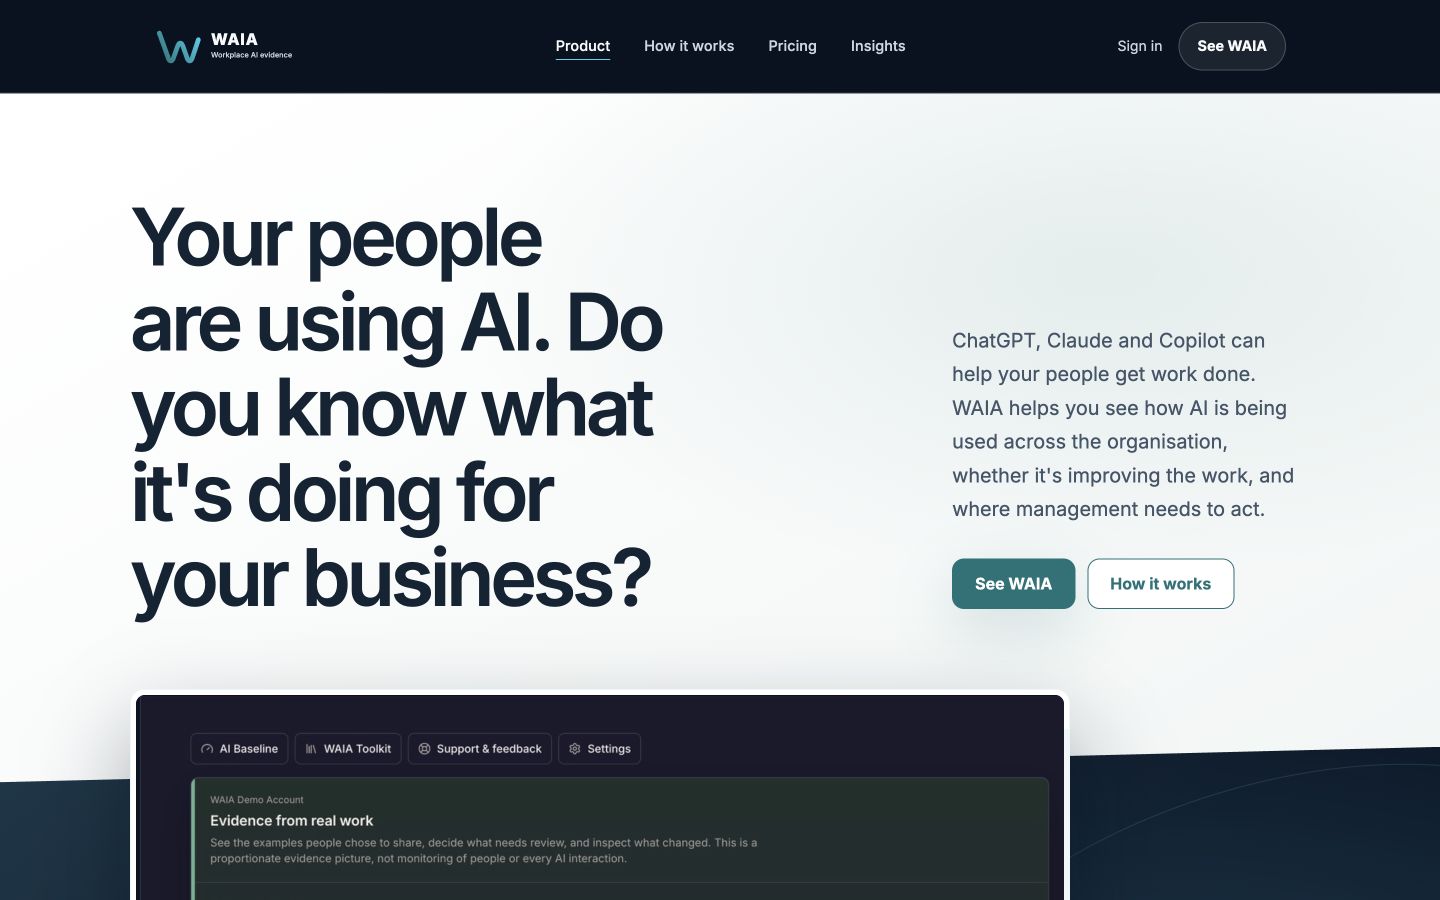 WAIA
Workplace AI evidence
Product
How it works
Pricing
Insights
Sign in
See WAIA
Your people
are using AI. Do
you know what
it's doing for
your business?
ChatGPT, Claude and Copilot can
help your people get work done.
WAIA helps you see how AI is being
used across the organisation,
whether it's improving the work, and
where management needs to act.
See WAIA
How it works
AI Baseline
WAIA Toolkit
Support & feedback
Settings
WAIA Demo Account
Evidence from real work
See the examples people chose to share, decide what needs review, and inspect what changed. This is a
proportionate evidence picture, not monitoring of people or every AI interaction.